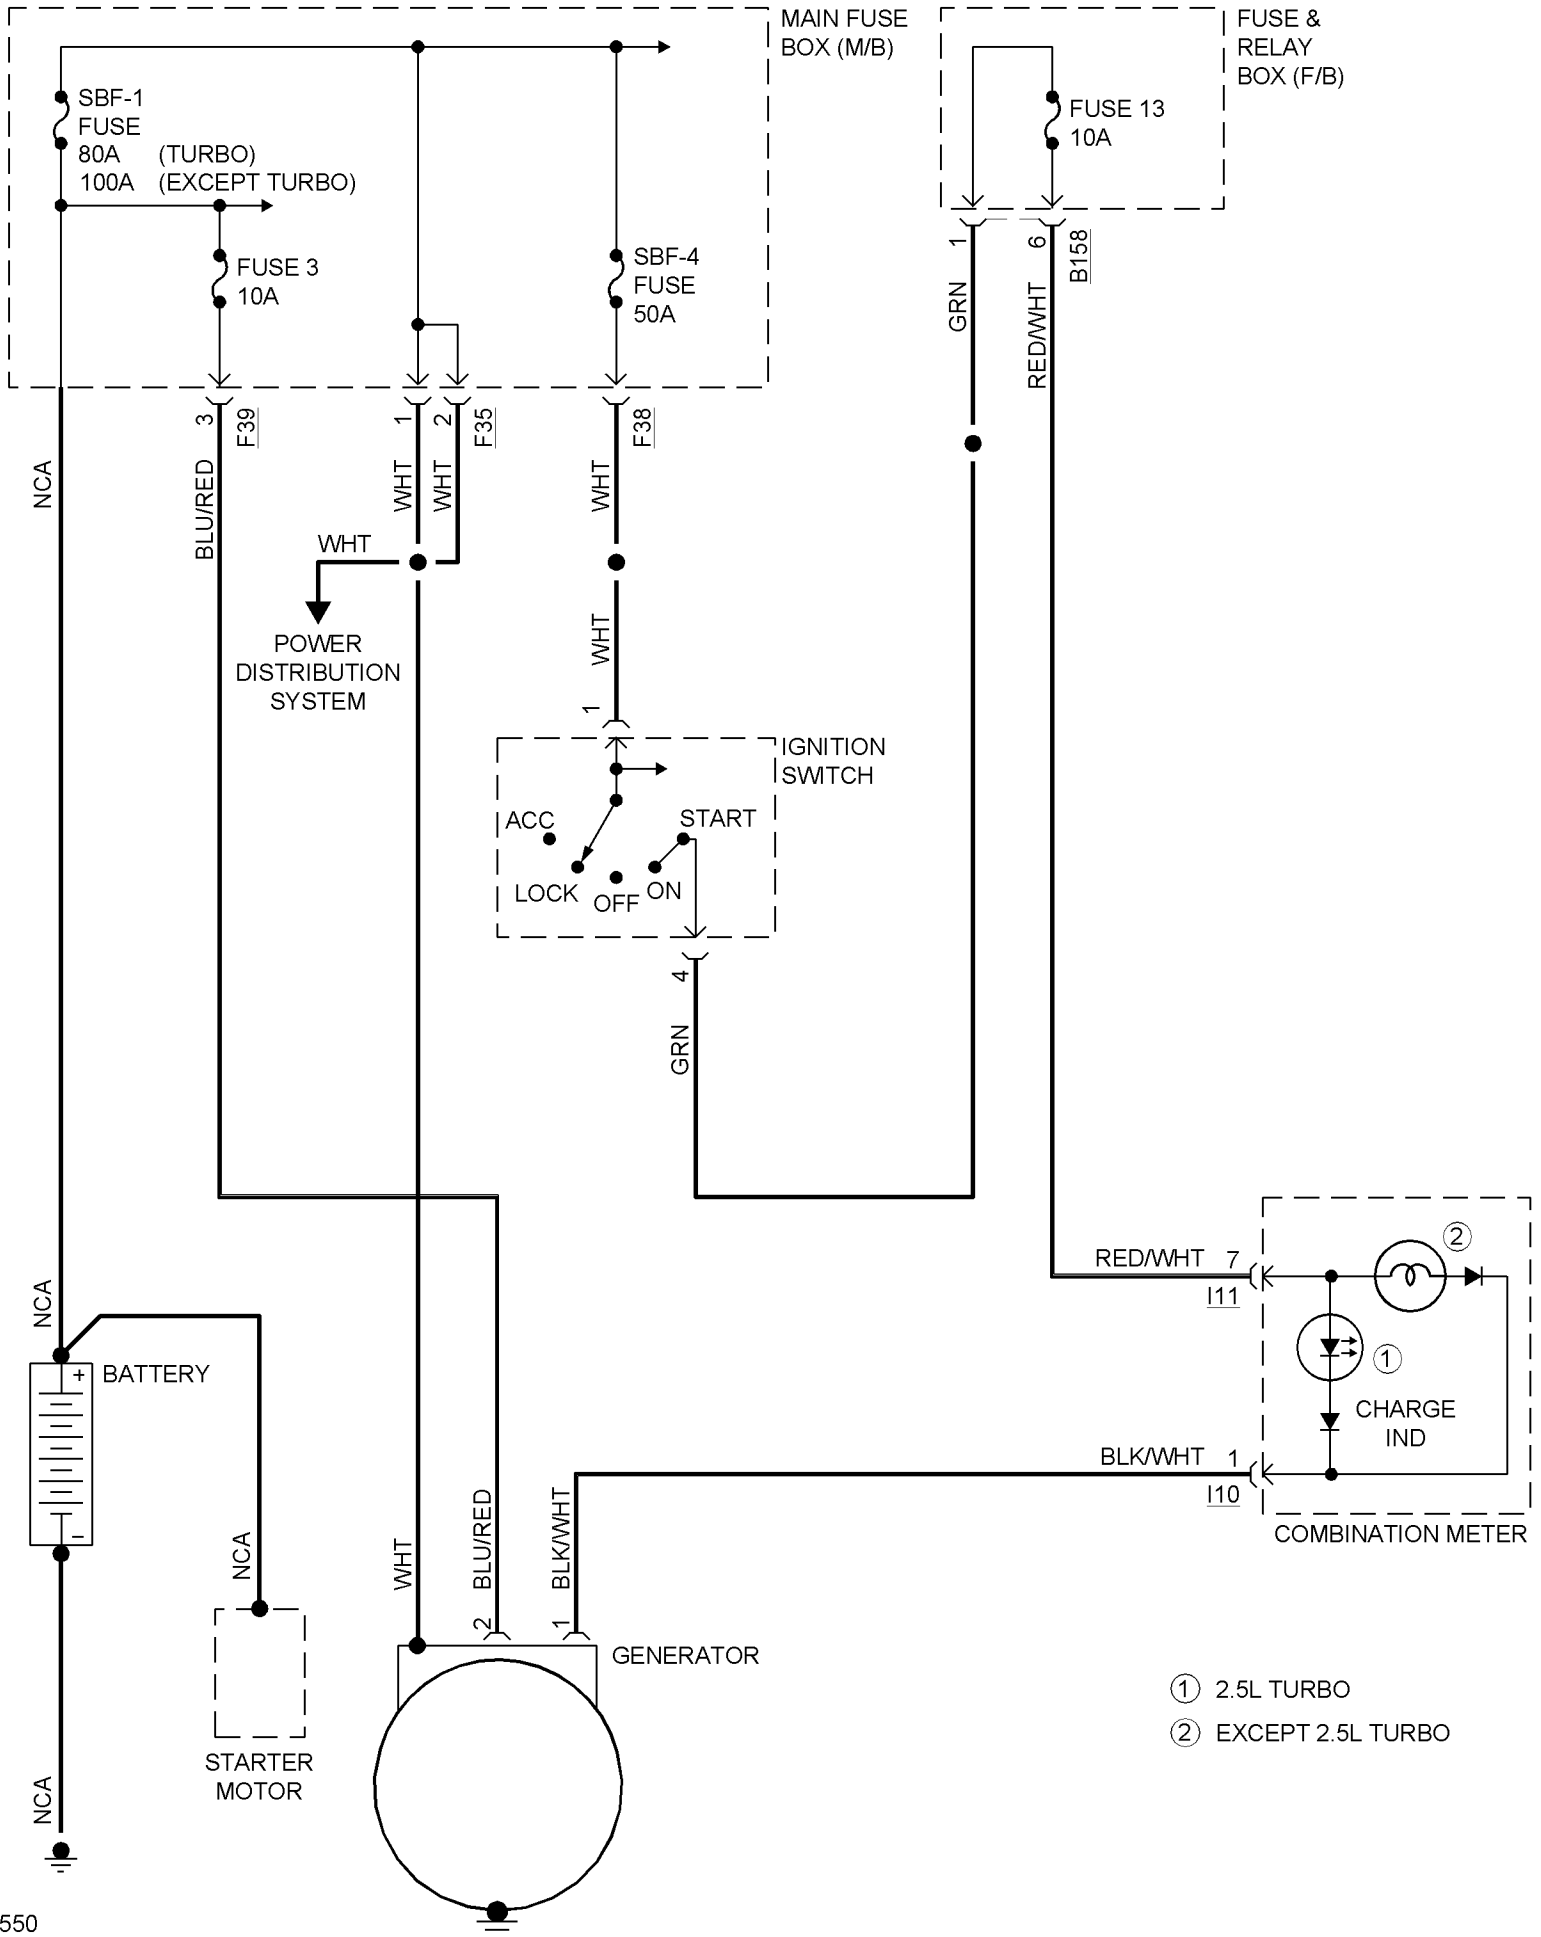 MAIN FUSE
BOX (M/B)
FUSE &
RELAY
BOX (F/B)
SBF-1
FUSE
80A (TURBO)
100A (EXCEPT TURBO)
FUSE 13
10A
FUSE 3
10A
SBF-4
FUSE
50A
1
6
B158
GRN
RED/WHT
3
F39
1
2
F35
F38
NCA
BLU/RED
WHT
WHT
WHT
WHT
POWER
DISTRIBUTION
SYSTEM
WHT
1
IGNITION
SWITCH
ACC
START
LOCK
OFF
ON
4
GRN
NCA
RED/WHT 7
I11
2
1
CHARGE
IND
BATTERY
+
–
BLK/WHT 1
I10
COMBINATION METER
NCA
WHT
BLU/RED
BLK/WHT
2
1
GENERATOR
STARTER
MOTOR
NCA
1 2.5L TURBO
2 EXCEPT 2.5L TURBO
550